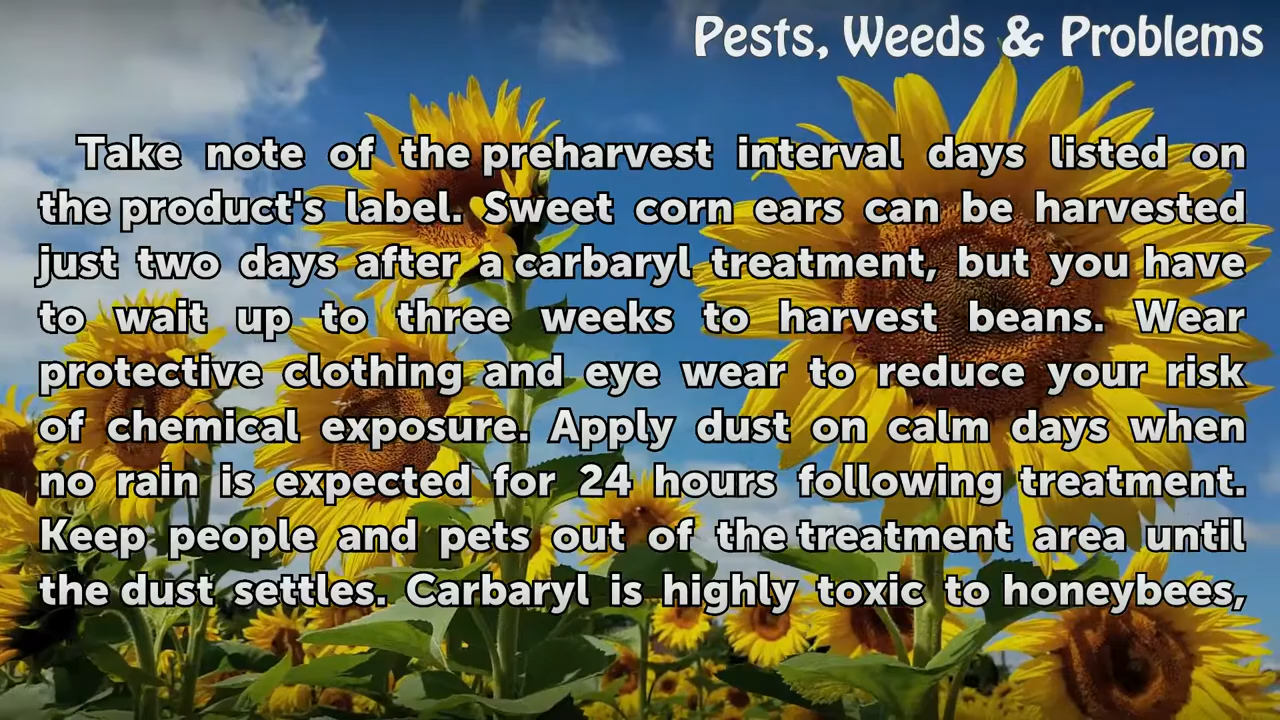 Pests, Weeds & Problems
Take note of the preharvest interval days listed on
the product's label. Sweet corn ears can be harvested
just two days after a carbaryl treatment, but you have
to wait up to three weeks to harvest beans. Wear
protective clothing and eye wear to reduce your risk
of chemical exposure. Apply dust on calm days when
no rain is expected for 24 hours following treatment.
Keep people and pets out of the treatment area until
the dust settles. Carbaryl is highly toxic to honeybees,